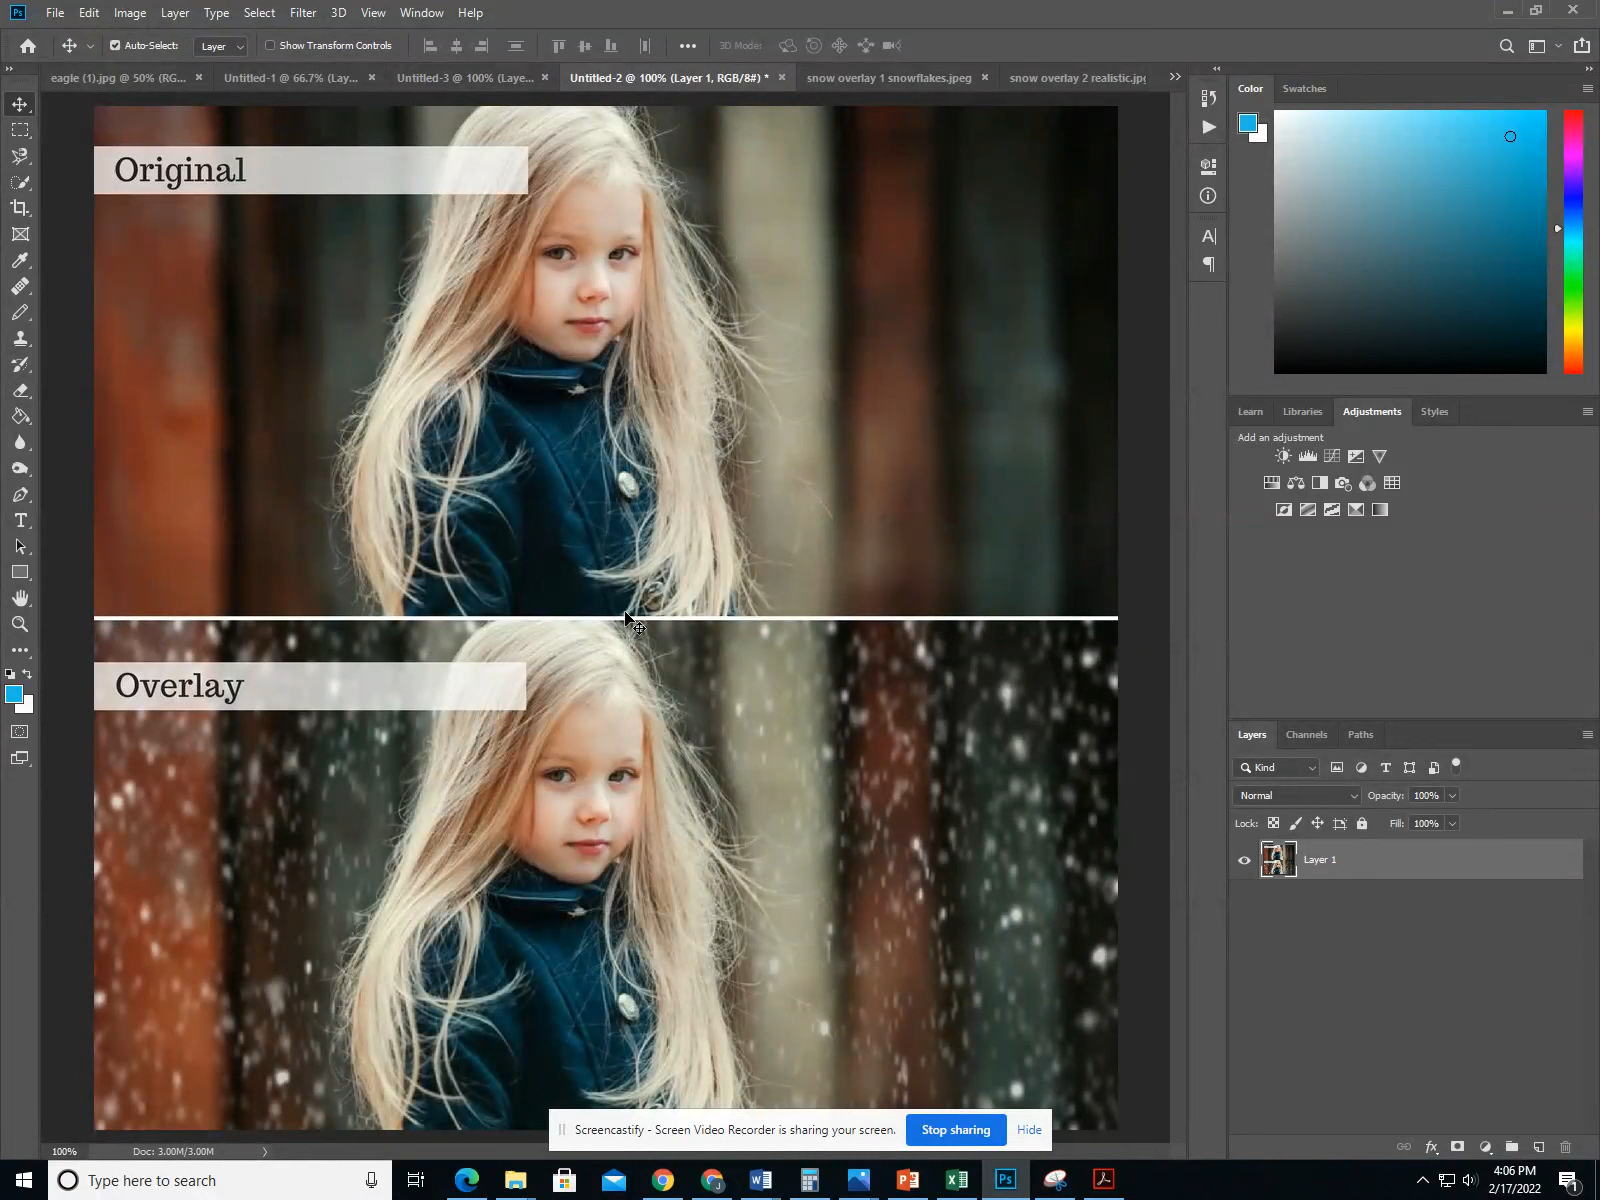 Ps File Edit Image Layer Type Select Filter 3D View Window Help
Auto-Select: Layer Show Transform Controls 3D Mode:
eagle (1).jpg @ 50% (RG... Untitled-1 @ 66.7% (Lay... Untitled-3 @ 100% (Laye... Untitled-2 @ 100% (Layer 1, RGB/8#) * snow overlay 1 snowflakes.jpeg snow overlay 2 realistic.jpg
Color Swatches
Original
Learn Libraries Adjustments Styles
Add an adjustment
Overlay
Layers Channels Paths
Kind
Normal Opacity: 100%
Lock: Fill: 100%
Layer 1
Screencastify - Screen Video Recorder is sharing your screen. Stop sharing Hide
100% Doc: 3.00M/3.00M
Type here to search
4:06 PM
2/17/2022
1